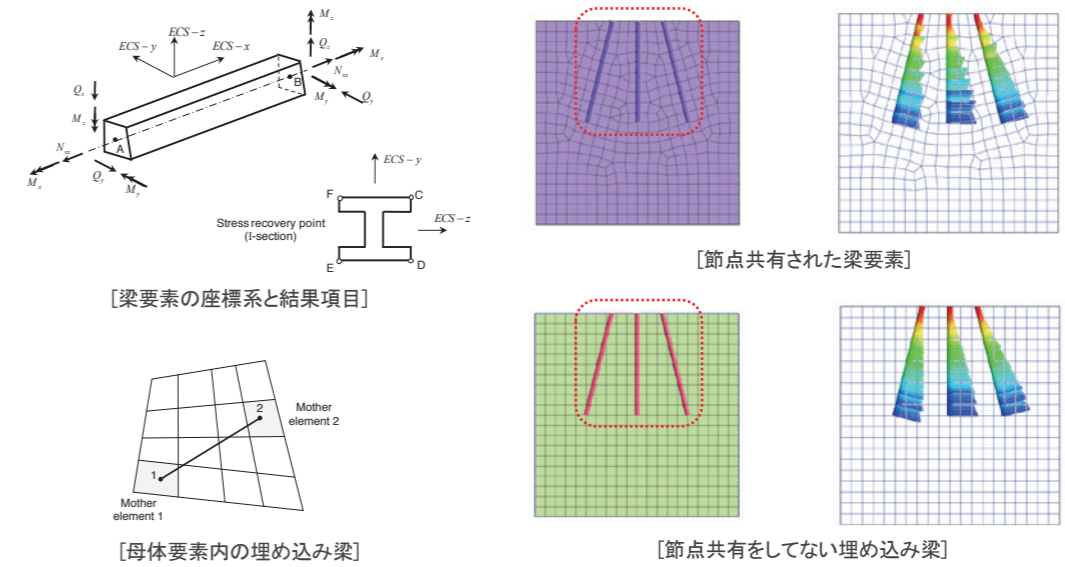 M_z
ECS−z
ECS−y
ECS−x
Q_z
M_x
N_xx
B
Q_z
M_y
Q_y
M_z
A
N_xx
M_x
Q_y
M_y
ECS−y
F
C
Stress recovery point
(I-section)
ECS−z
E
D
[梁要素の座標系と結果項目]
[節点共有された梁要素]
2
Mother
element 2
1
Mother
element 1
[母体要素内の埋め込み梁]
[節点共有をしてない埋め込み梁]